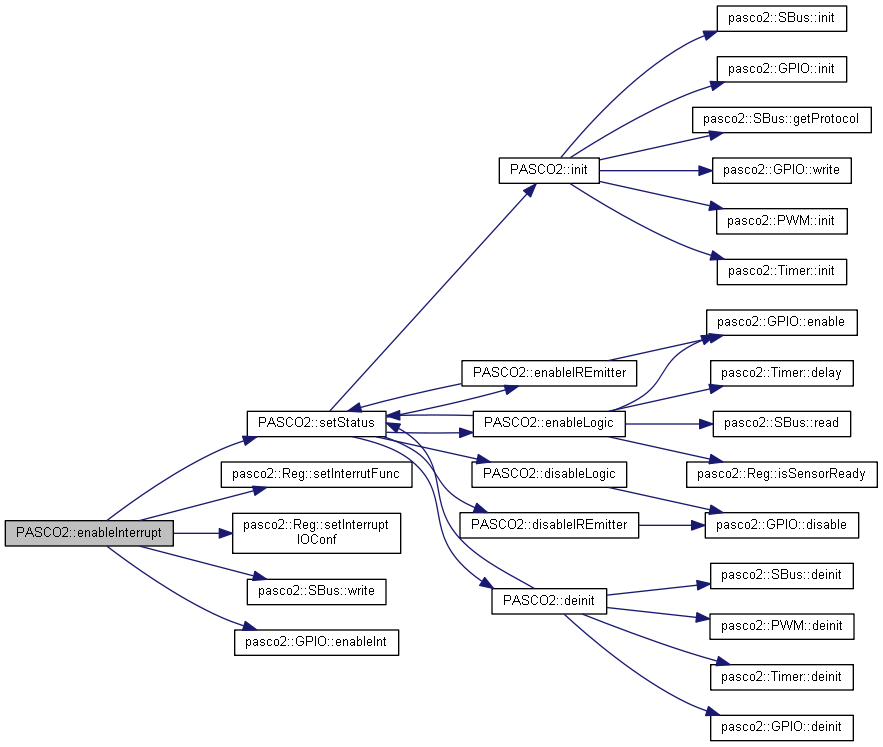 pasco2::SBus::init
pasco2::GPIO::init
pasco2::SBus::getProtocol
PASCO2::init
pasco2::GPIO::write
pasco2::PWM::init
pasco2::Timer::init
pasco2::GPIO::enable
PASCO2::enableIREmitter
pasco2::Timer::delay
PASCO2::setStatus
PASCO2::enableLogic
pasco2::SBus::read
pasco2::Reg::setInterrutFunc
PASCO2::disableLogic
pasco2::Reg::isSensorReady
PASCO2::enableInterrupt
pasco2::Reg::setInterrupt
IOConf
PASCO2::disableIREmitter
pasco2::GPIO::disable
pasco2::SBus::write
PASCO2::deinit
pasco2::SBus::deinit
pasco2::GPIO::enableInt
pasco2::PWM::deinit
pasco2::Timer::deinit
pasco2::GPIO::deinit